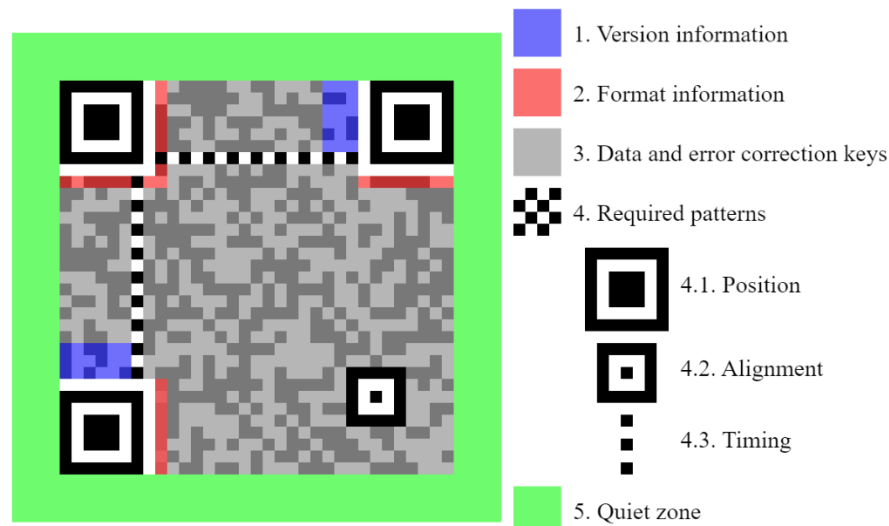 1. Version information
2. Format information
3. Data and error correction keys
4. Required patterns
4.1. Position
4.2. Alignment
4.3. Timing
5. Quiet zone